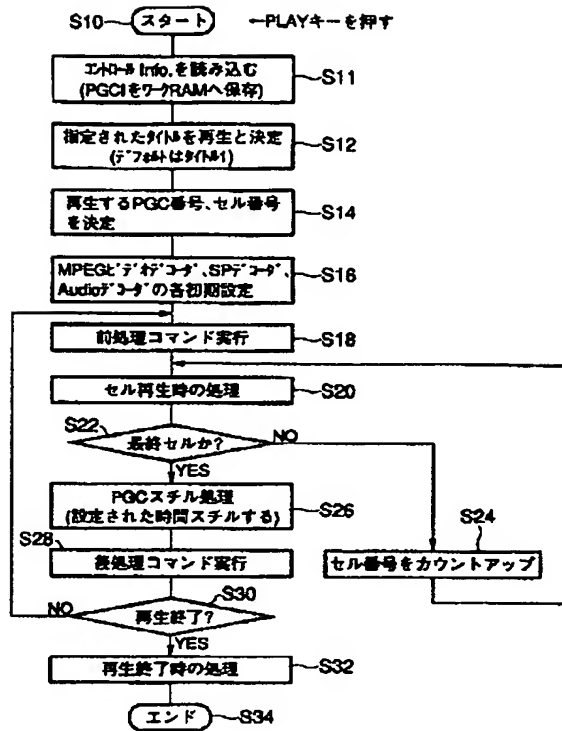 S10 スタート ←PLAYキーを押す
コントロールInfo.を読み込む
(PGCIをワークRAMへ保存)
S11
指定されたタイトルを再生と決定
(デフォルトはタイトル1)
S12
再生するPGC番号、セル番号
を決定
S14
MPEGビデオデコーダ、SPデコーダ、
Audioデコーダの各初期設定
S16
前処理コマンド実行
S18
セル再生時の処理
S20
S22
最終セルか?
NO
YES
PGCスチル処理
(設定された時間スチルする)
S26
S24
セル番号をカウントアップ
S28
後処理コマンド実行
S30
再生終了?
NO
YES
再生終了時の処理
S32
エンド
S34